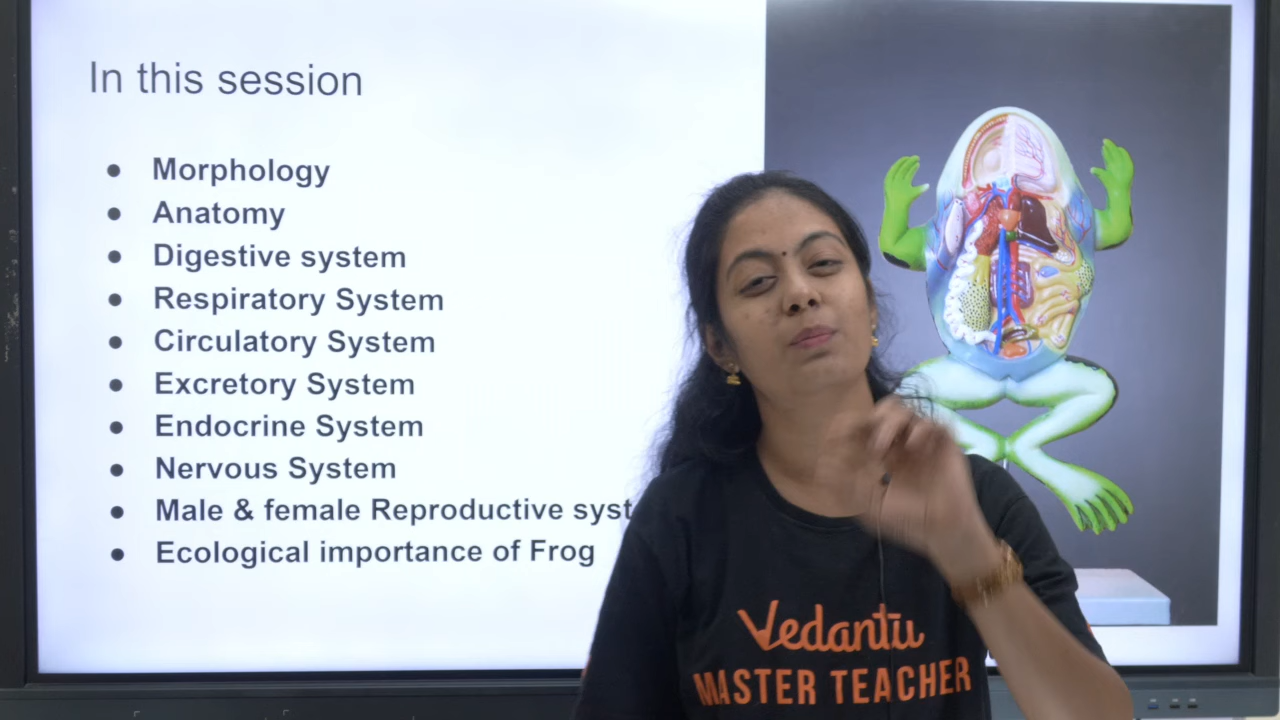 In this session
● Morphology
● Anatomy
● Digestive system
● Respiratory System
● Circulatory System
● Excretory System
● Endocrine System
● Nervous System
● Male & female Reproductive syst
● Ecological importance of Frog
Vedantu
MASTER TEACHER